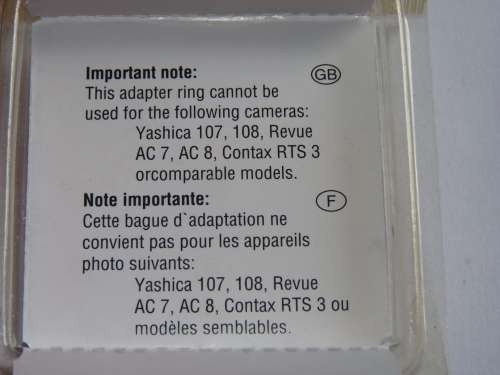 Important note: GB
This adapter ring cannot be
used for the following cameras:
Yashica 107, 108, Revue
AC 7, AC 8, Contax RTS 3
orcomparable models.
Note importante: F
Cette bague d`adaptation ne
convient pas pour les appareils
photo suivants:
Yashica 107, 108, Revue
AC 7, AC 8, Contax RTS 3 ou
modèles semblables.